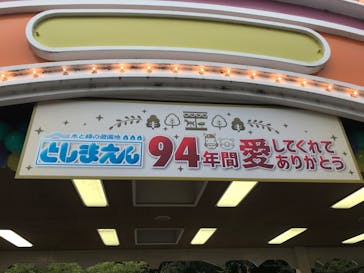 水と緑の遊園地
としまえん
94年間愛してくれて
ありがとう